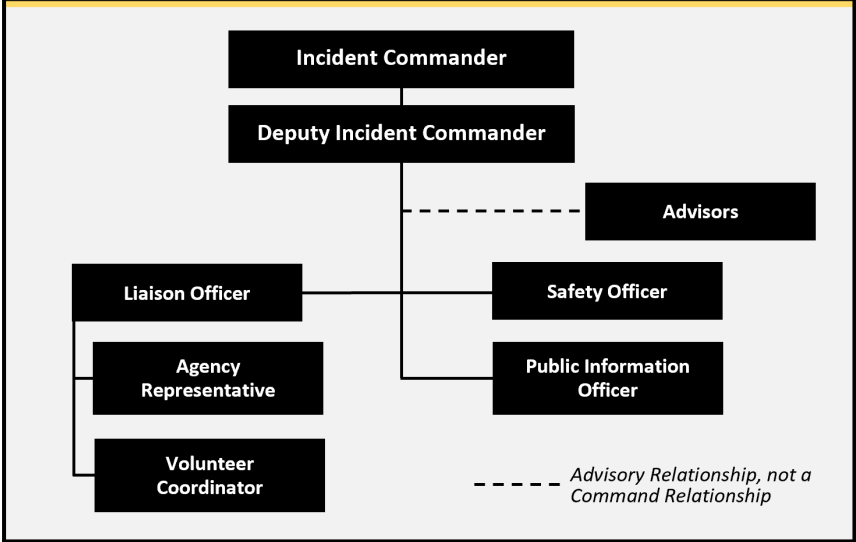 Incident Commander
Deputy Incident Commander
Advisors
Liaison Officer
Safety Officer
Agency
Representative
Public Information
Officer
Volunteer
Coordinator
Advisory Relationship, not a
Command Relationship